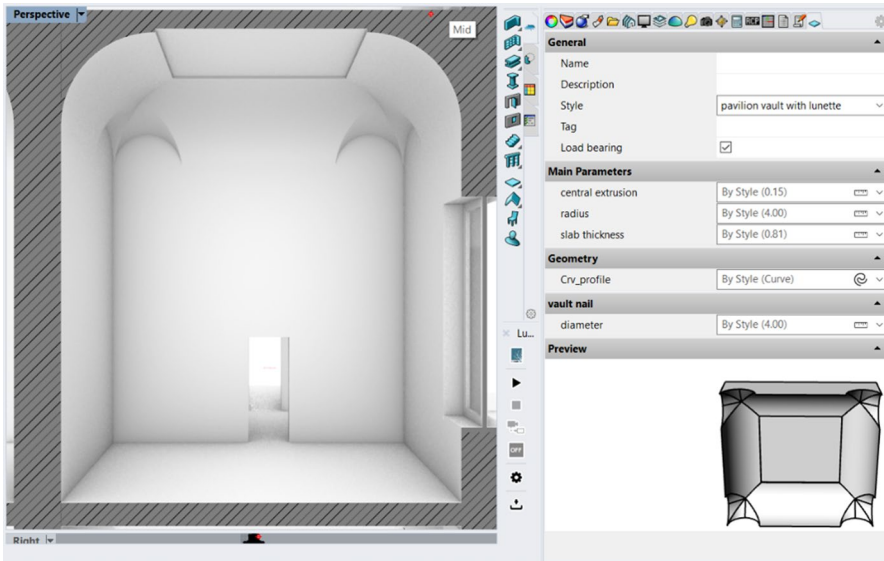 Perspective
Mid
General
Name
Description
Style pavilion vault with lunette
Tag
Load bearing
Main Parameters
central extrusion By Style (0.15)
radius By Style (4.00)
slab thickness By Style (0.81)
Geometry
Crv_profile By Style (Curve)
vault nail
diameter By Style (4.00)
Preview
Lu...
OFF
Right